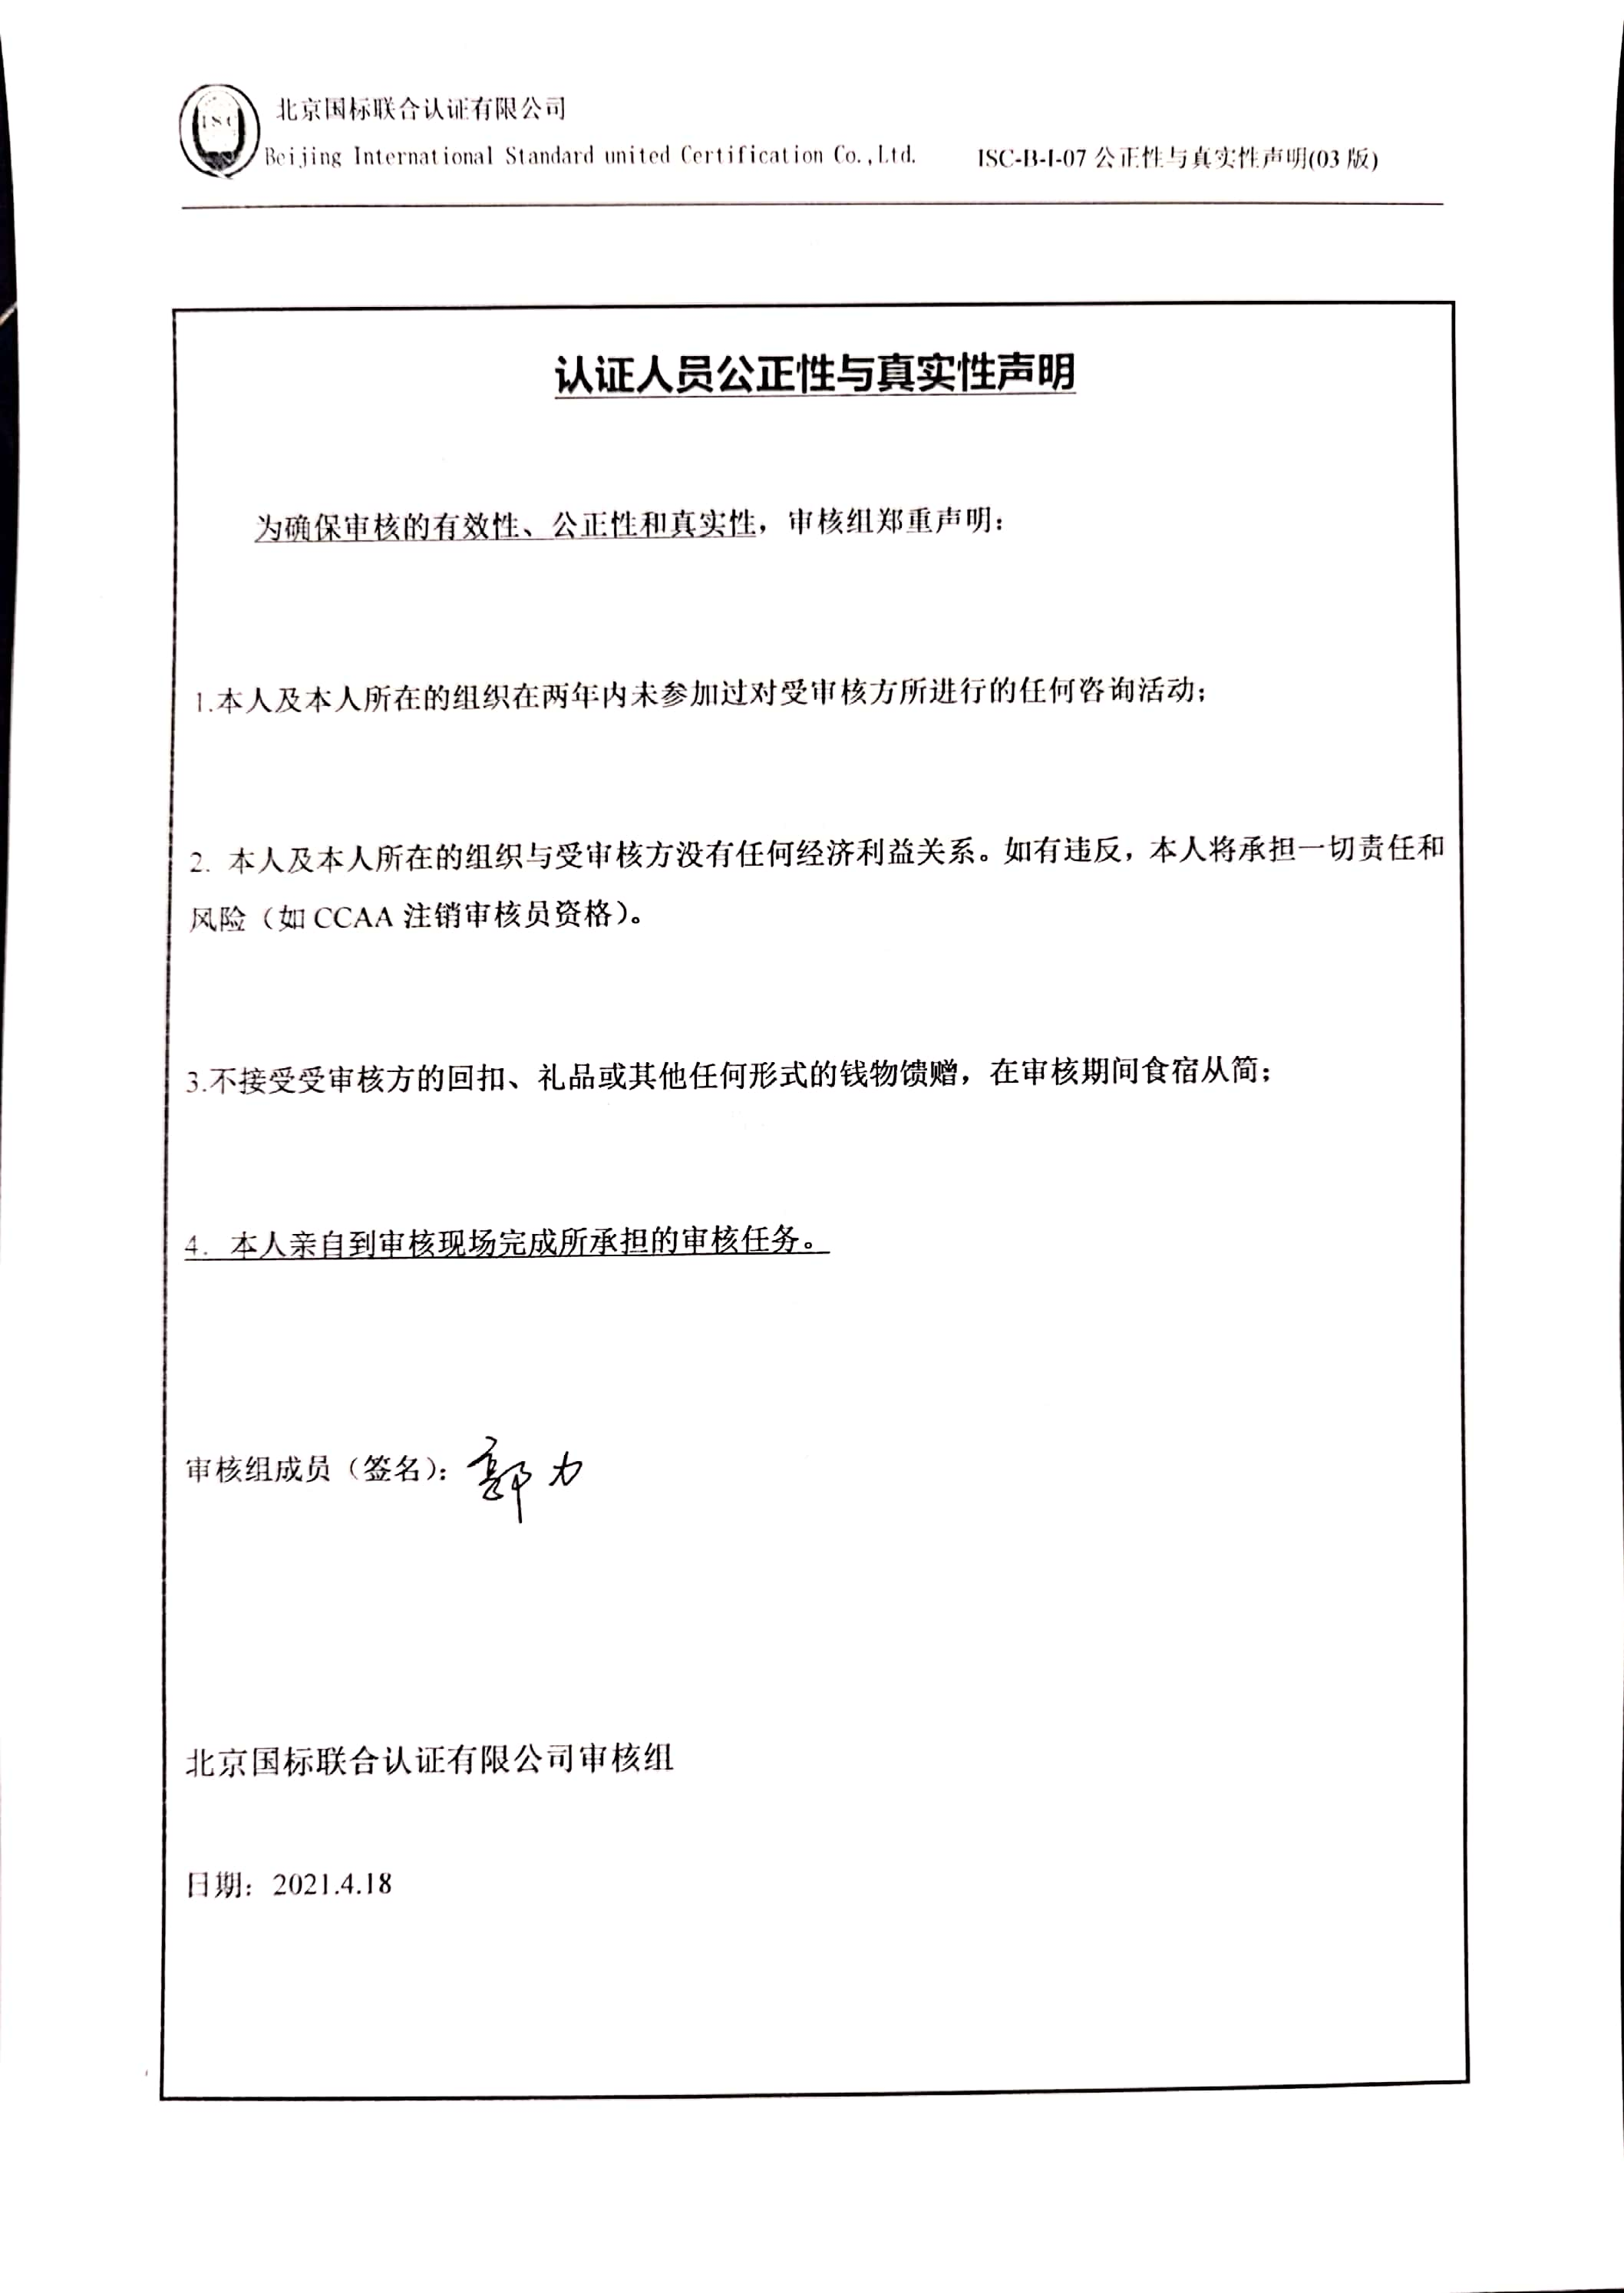 ISC
北京国标联合认证有限公司
Beijing International Standard united Certification Co.,Ltd. ISC-B-I-07 公正性与真实性声明(03 版)
认证人员公正性与真实性声明
为确保审核的有效性、公正性和真实性，审核组郑重声明：
1.本人及本人所在的组织在两年内未参加过对受审核方所进行的任何咨询活动；
2. 本人及本人所在的组织与受审核方没有任何经济利益关系。如有违反，本人将承担一切责任和
风险（如 CCAA 注销审核员资格）。
3.不接受受审核方的回扣、礼品或其他任何形式的钱物馈赠，在审核期间食宿从简；
4. 本人亲自到审核现场完成所承担的审核任务。
审核组成员（签名）：郭力
北京国标联合认证有限公司审核组
日期：2021.4.18